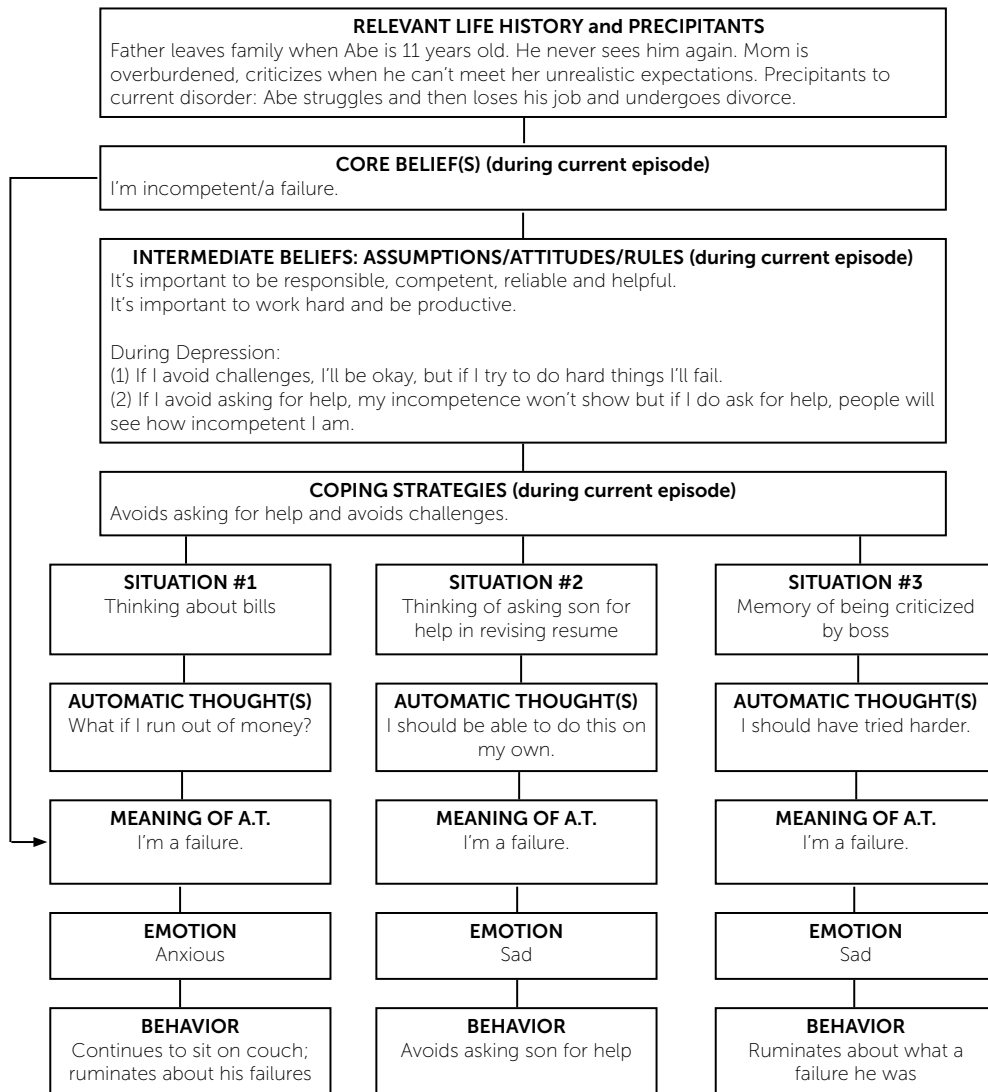 RELEVANT LIFE HISTORY and PRECIPITANTS
Father leaves family when Abe is 11 years old. He never sees him again. Mom is
overburdened, criticizes when he can’t meet her unrealistic expectations. Precipitants to
current disorder: Abe struggles and then loses his job and undergoes divorce.
CORE BELIEF(S) (during current episode)
I’m incompetent/a failure.
INTERMEDIATE BELIEFS: ASSUMPTIONS/ATTITUDES/RULES (during current episode)
It’s important to be responsible, competent, reliable and helpful.
It’s important to work hard and be productive.
During Depression:
(1) If I avoid challenges, I’ll be okay, but if I try to do hard things I’ll fail.
(2) If I avoid asking for help, my incompetence won’t show but if I do ask for help, people will
see how incompetent I am.
COPING STRATEGIES (during current episode)
Avoids asking for help and avoids challenges.
SITUATION #1
Thinking about bills
SITUATION #2
Thinking of asking son for
help in revising resume
SITUATION #3
Memory of being criticized
by boss
AUTOMATIC THOUGHT(S)
What if I run out of money?
AUTOMATIC THOUGHT(S)
I should be able to do this on
my own.
AUTOMATIC THOUGHT(S)
I should have tried harder.
MEANING OF A.T.
I’m a failure.
MEANING OF A.T.
I’m a failure.
MEANING OF A.T.
I’m a failure.
EMOTION
Anxious
EMOTION
Sad
EMOTION
Sad
BEHAVIOR
Continues to sit on couch;
ruminates about his failures
BEHAVIOR
Avoids asking son for help
BEHAVIOR
Ruminates about what a
failure he was